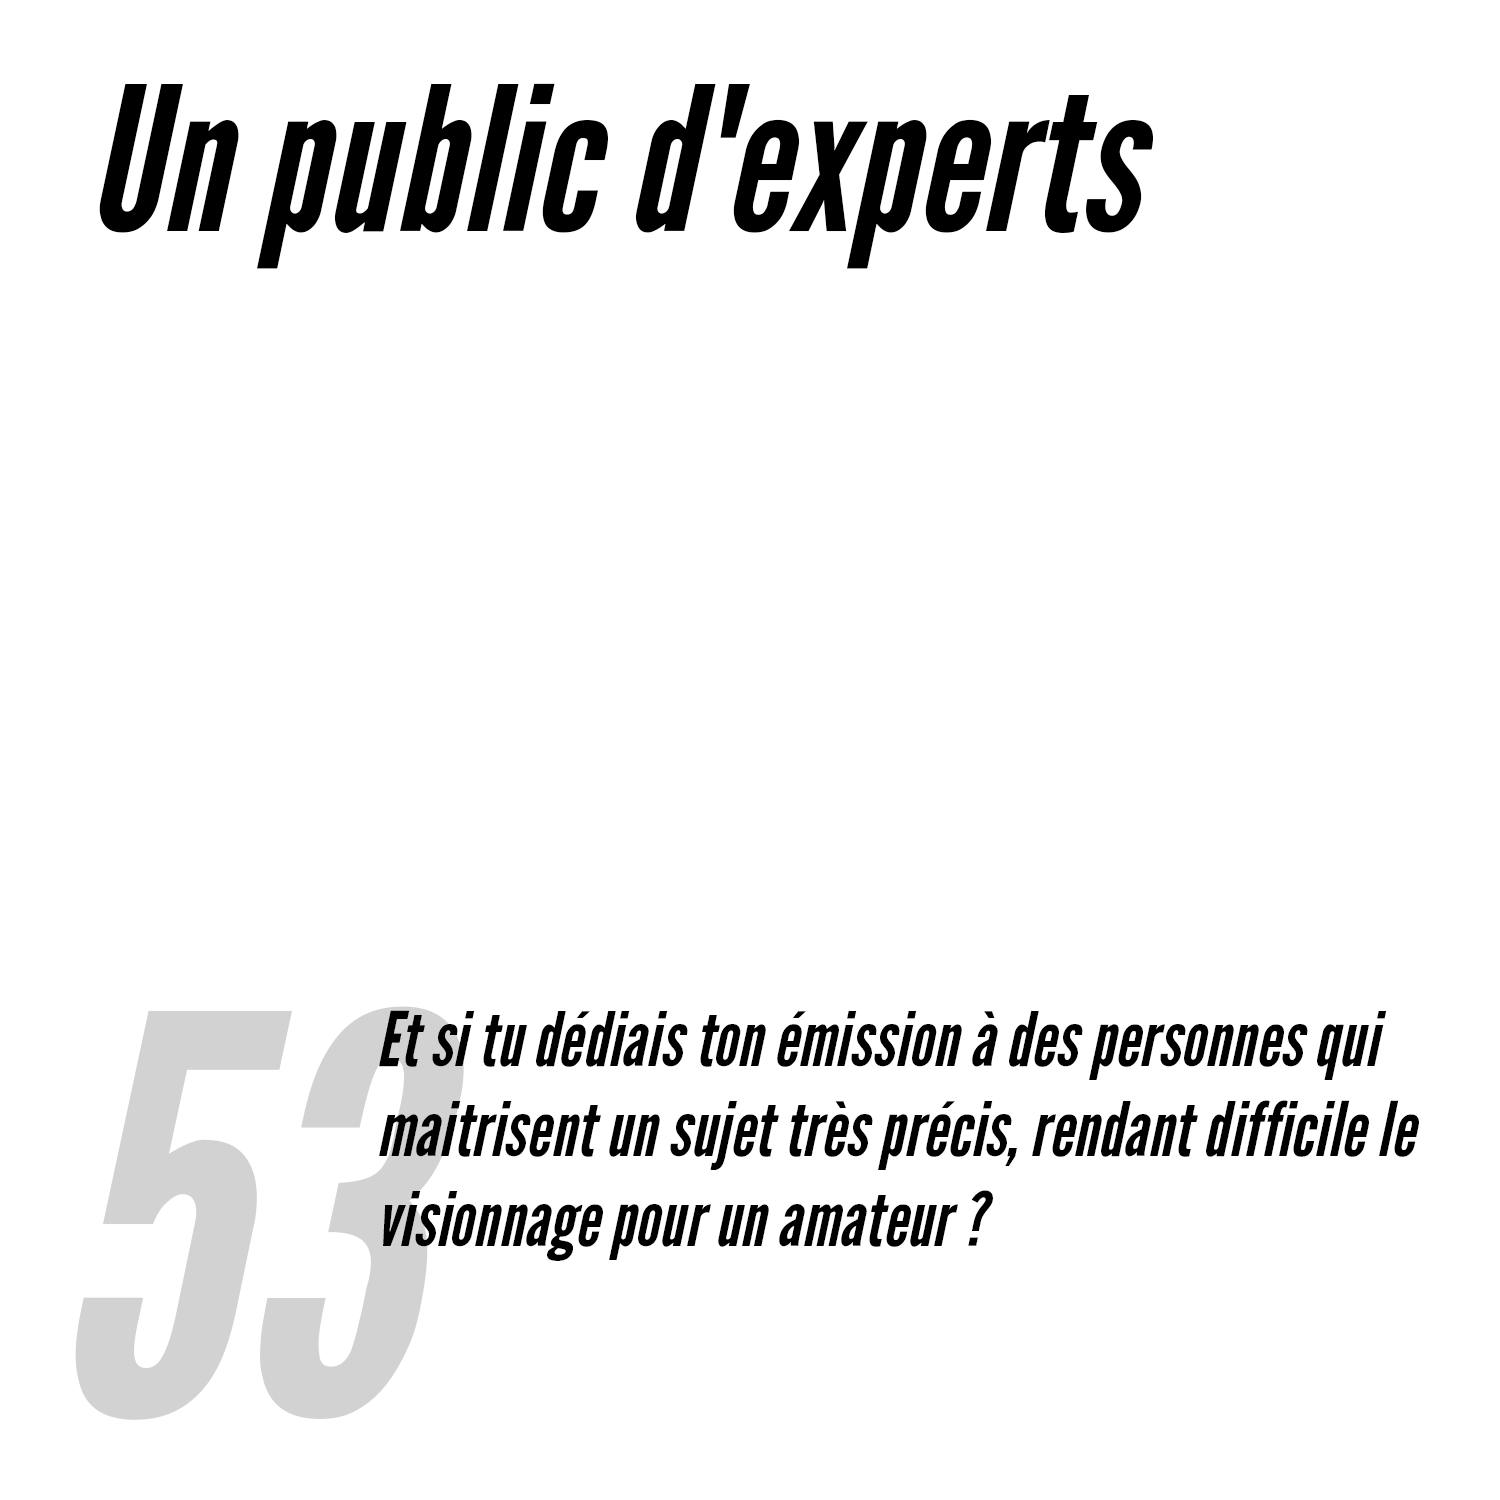 Un public d'experts
53
Et si tu dédiais ton émission à des personnes qui
maitrisent un sujet très précis, rendant difficile le
visionnage pour un amateur ?